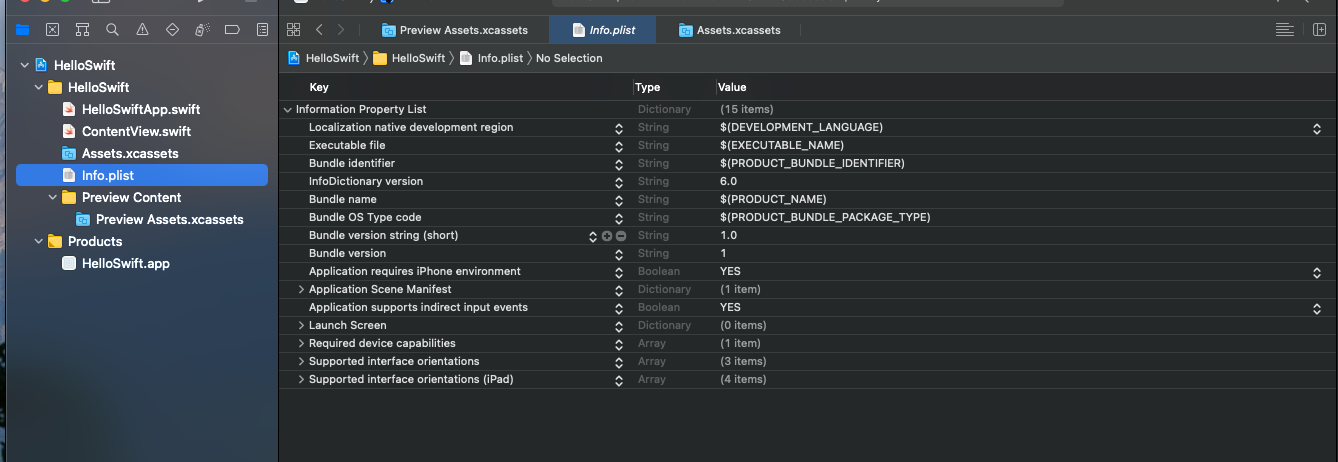 Preview Assets.xcassets
Info.plist
Assets.xcassets
HelloSwift
HelloSwift
HelloSwiftApp.swift
ContentView.swift
Assets.xcassets
Info.plist
Preview Content
Preview Assets.xcassets
Products
HelloSwift.app
HelloSwift HelloSwift Info.plist No Selection
Key Type Value
Information Property List Dictionary (15 items)
Localization native development region String $(DEVELOPMENT_LANGUAGE)
Executable file String $(EXECUTABLE_NAME)
Bundle identifier String $(PRODUCT_BUNDLE_IDENTIFIER)
InfoDictionary version String 6.0
Bundle name String $(PRODUCT_NAME)
Bundle OS Type code String $(PRODUCT_BUNDLE_PACKAGE_TYPE)
Bundle version string (short) String 1.0
Bundle version String 1
Application requires iPhone environment Boolean YES
Application Scene Manifest Dictionary (1 item)
Application supports indirect input events Boolean YES
Launch Screen Dictionary (0 items)
Required device capabilities Array (1 item)
Supported interface orientations Array (3 items)
Supported interface orientations (iPad) Array (4 items)